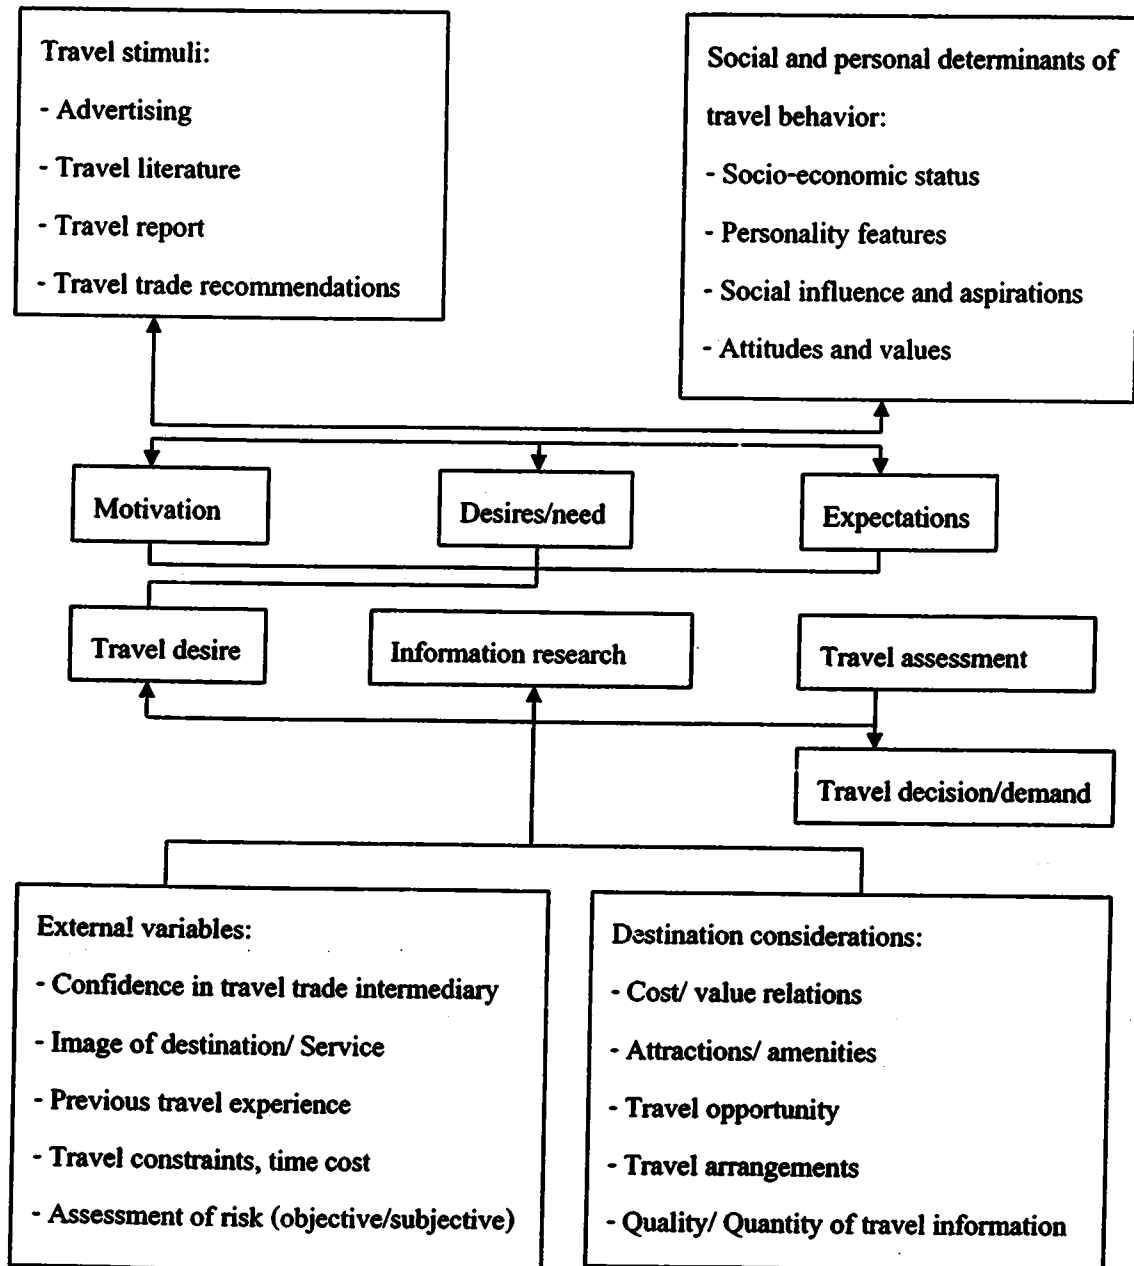 Travel stimuli:
- Advertising
- Travel literature
- Travel report
- Travel trade recommendations
Social and personal determinants of
travel behavior:
- Socio-economic status
- Personality features
- Social influence and aspirations
- Attitudes and values
Motivation
Desires/need
Expectations
Travel desire
Information research
Travel assessment
Travel decision/demand
External variables:
- Confidence in travel trade intermediary
- Image of destination/ Service
- Previous travel experience
- Travel constraints, time cost
- Assessment of risk (objective/subjective)
Destination considerations:
- Cost/ value relations
- Attractions/ amenities
- Travel opportunity
- Travel arrangements
- Quality/ Quantity of travel information